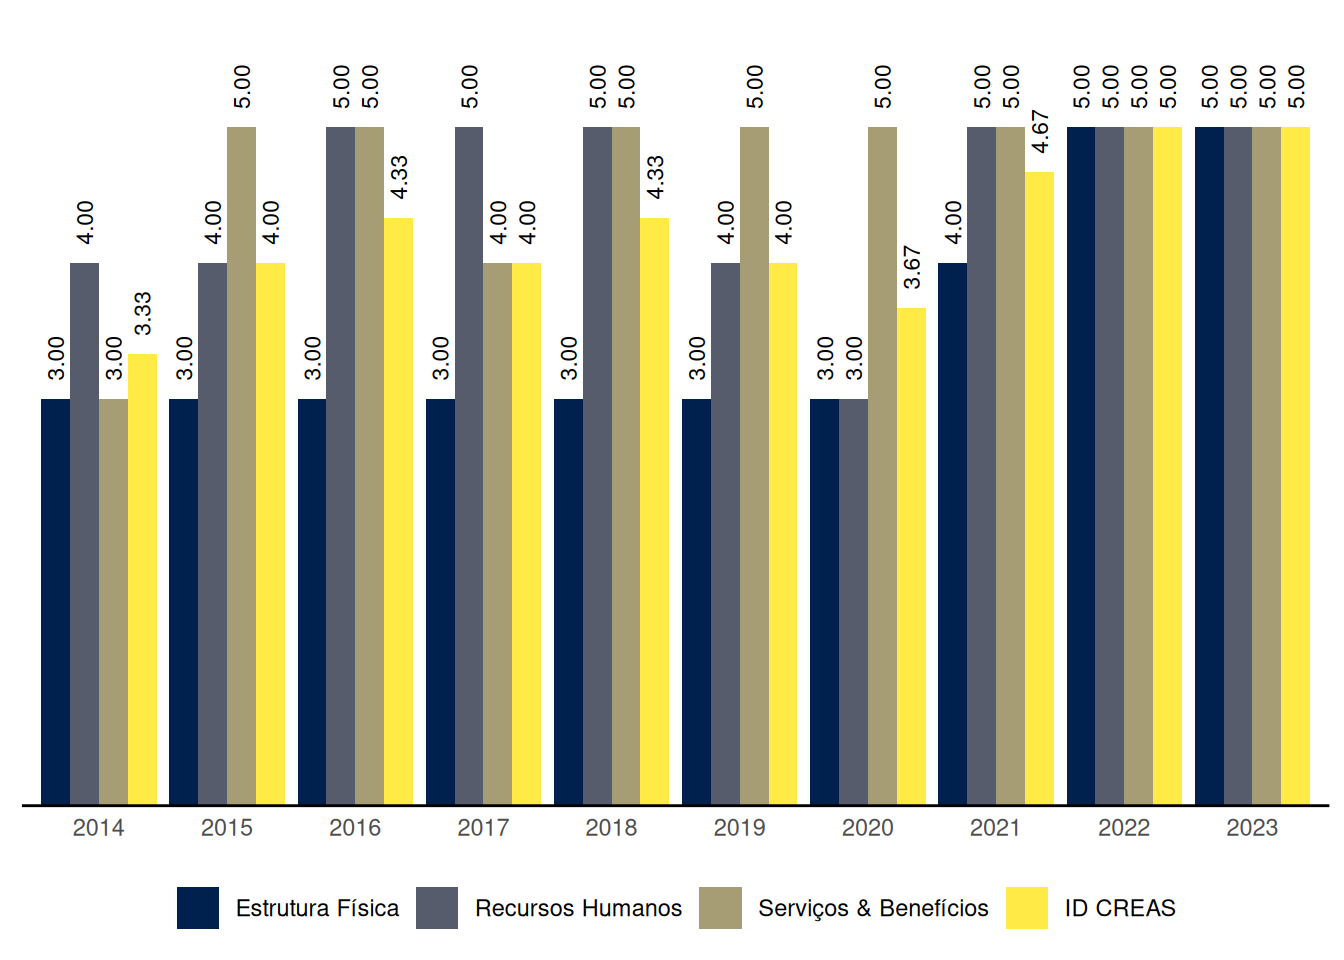 3.00 4.00 3.00 3.33 3.00 4.00 5.00 4.00 3.00 5.00 5.00 4.33 3.00 5.00 4.00 4.00 3.00 5.00 5.00 4.33 3.00 4.00 5.00 4.00 3.00 3.00 5.00 3.67 4.00 5.00 5.00 4.67 5.00 5.00 5.00 5.00 5.00 5.00 5.00 5.00
2014 2015 2016 2017 2018 2019 2020 2021 2022 2023
Estrutura Física Recursos Humanos Serviços & Benefícios ID CREAS